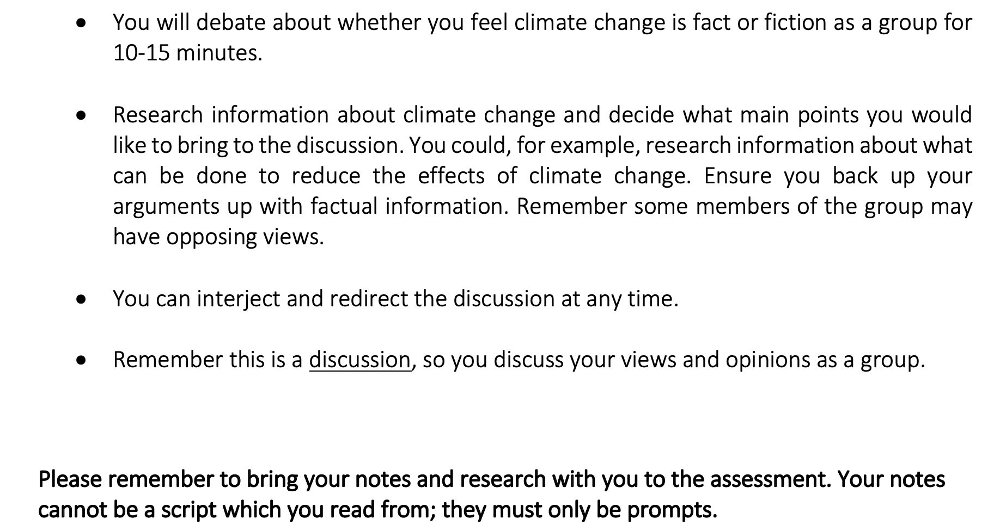 • You will debate about whether you feel climate change is fact or fiction as a group for
10-15 minutes.
• Research information about climate change and decide what main points you would
like to bring to the discussion. You could, for example, research information about what
can be done to reduce the effects of climate change. Ensure you back up your
arguments up with factual information. Remember some members of the group may
have opposing views.
• You can interject and redirect the discussion at any time.
• Remember this is a discussion, so you discuss your views and opinions as a group.
Please remember to bring your notes and research with you to the assessment. Your notes
cannot be a script which you read from; they must only be prompts.